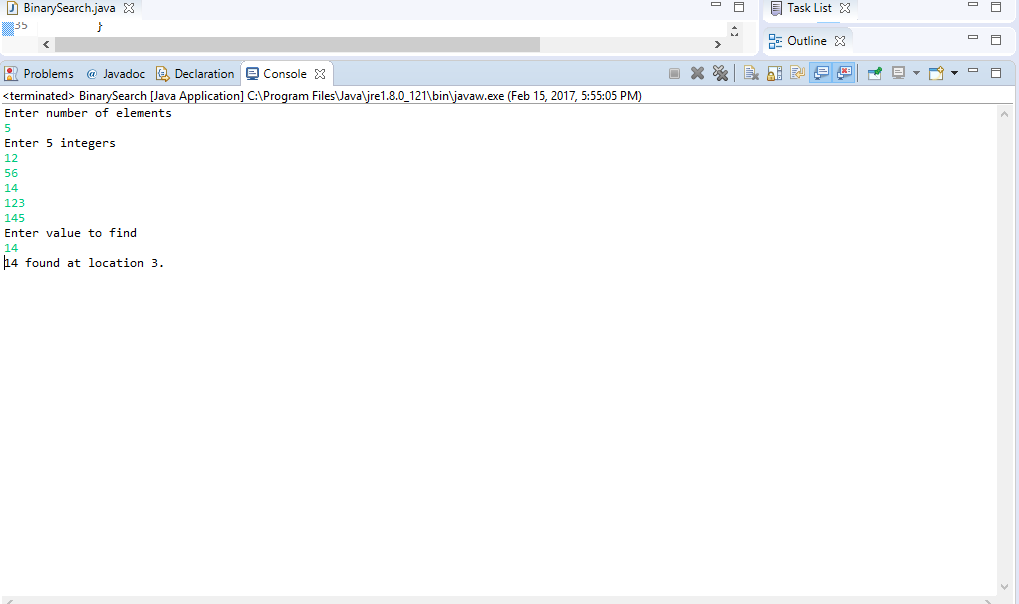 BinarySearch.java
Task List
35 }
Outline
Problems @ Javadoc Declaration Console
<terminated> BinarySearch [Java Application] C:\Program Files\Java\jre1.8.0_121\bin\javaw.exe (Feb 15, 2017, 5:55:05 PM)
Enter number of elements
5
Enter 5 integers
12
56
14
123
145
Enter value to find
14
14 found at location 3.